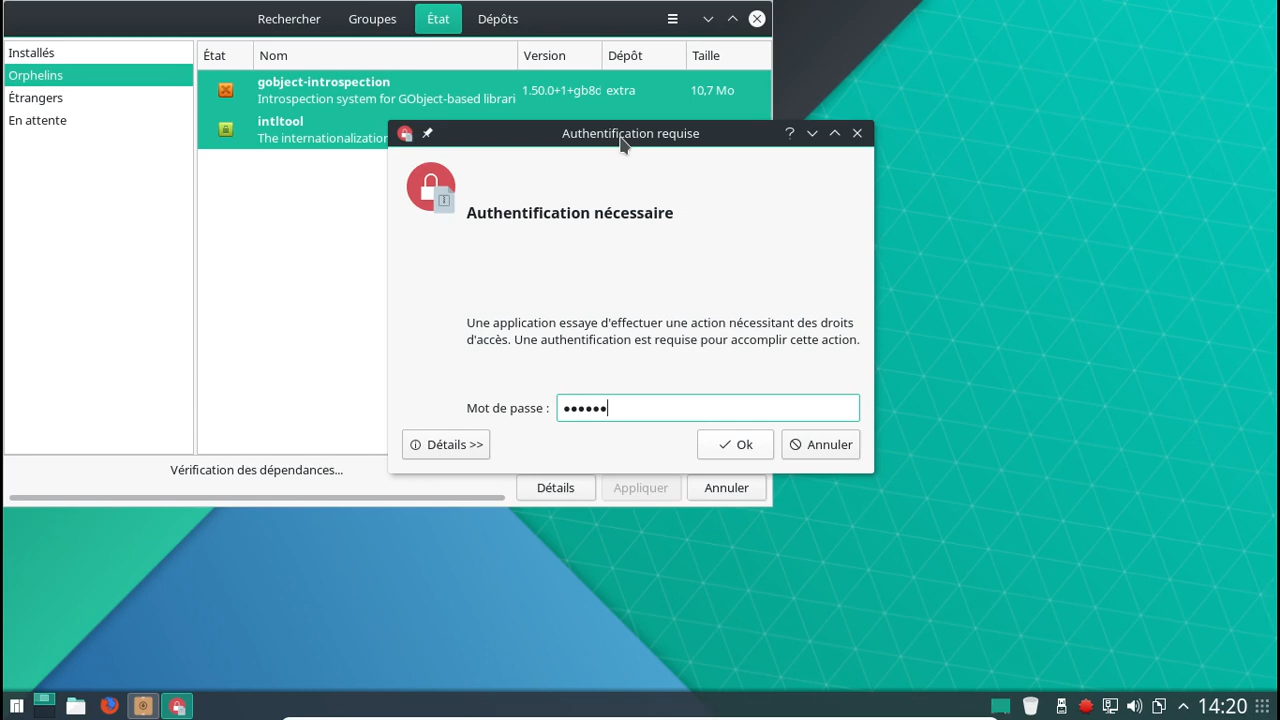 Rechercher Groupes État Dépôts
Installés
Orphelins
Étrangers
En attente
État Nom Version Dépôt Taille
gobject-introspection
Introspection system for GObject-based librari
1.50.0+1+gb8d extra 10,7 Mo
intltool
The internationalization
Authentification requise
Authentification nécessaire
Une application essaye d'effectuer une action nécessitant des droits
d'accès. Une authentification est requise pour accomplir cette action.
Mot de passe : ●●●●●●
Détails >> Ok Annuler
Vérification des dépendances...
Détails Appliquer Annuler
14:20